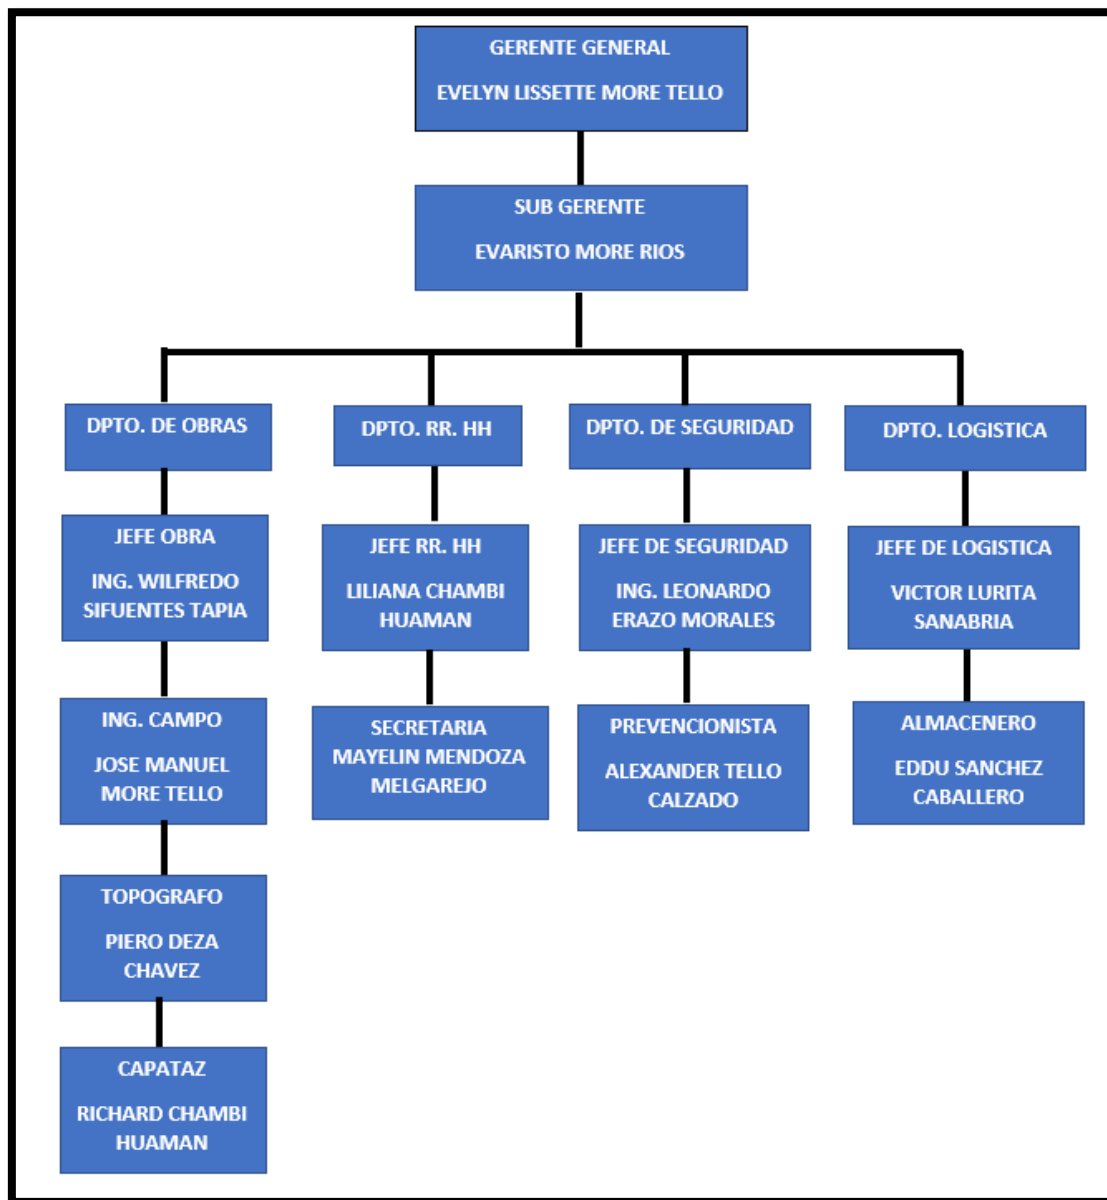 GERENTE GENERAL
EVELYN LISSETTE MORE TELLO
SUB GERENTE
EVARISTO MORE RIOS
DPTO. DE OBRAS
JEFE OBRA
ING. WILFREDO
SIFUENTES TAPIA
ING. CAMPO
JOSE MANUEL
MORE TELLO
TOPOGRAFO
PIERO DEZA
CHAVEZ
CAPATAZ
RICHARD CHAMBI
HUAMAN
DPTO. RR. HH
JEFE RR. HH
LILIANA CHAMBI
HUAMAN
SECRETARIA
MAYELIN MENDOZA
MELGAREJO
DPTO. DE SEGURIDAD
JEFE DE SEGURIDAD
ING. LEONARDO
ERAZO MORALES
PREVENCIONISTA
ALEXANDER TELLO
CALZADO
DPTO. LOGISTICA
JEFE DE LOGISTICA
VICTOR LURITA
SANABRIA
ALMACENERO
EDDU SANCHEZ
CABALLERO